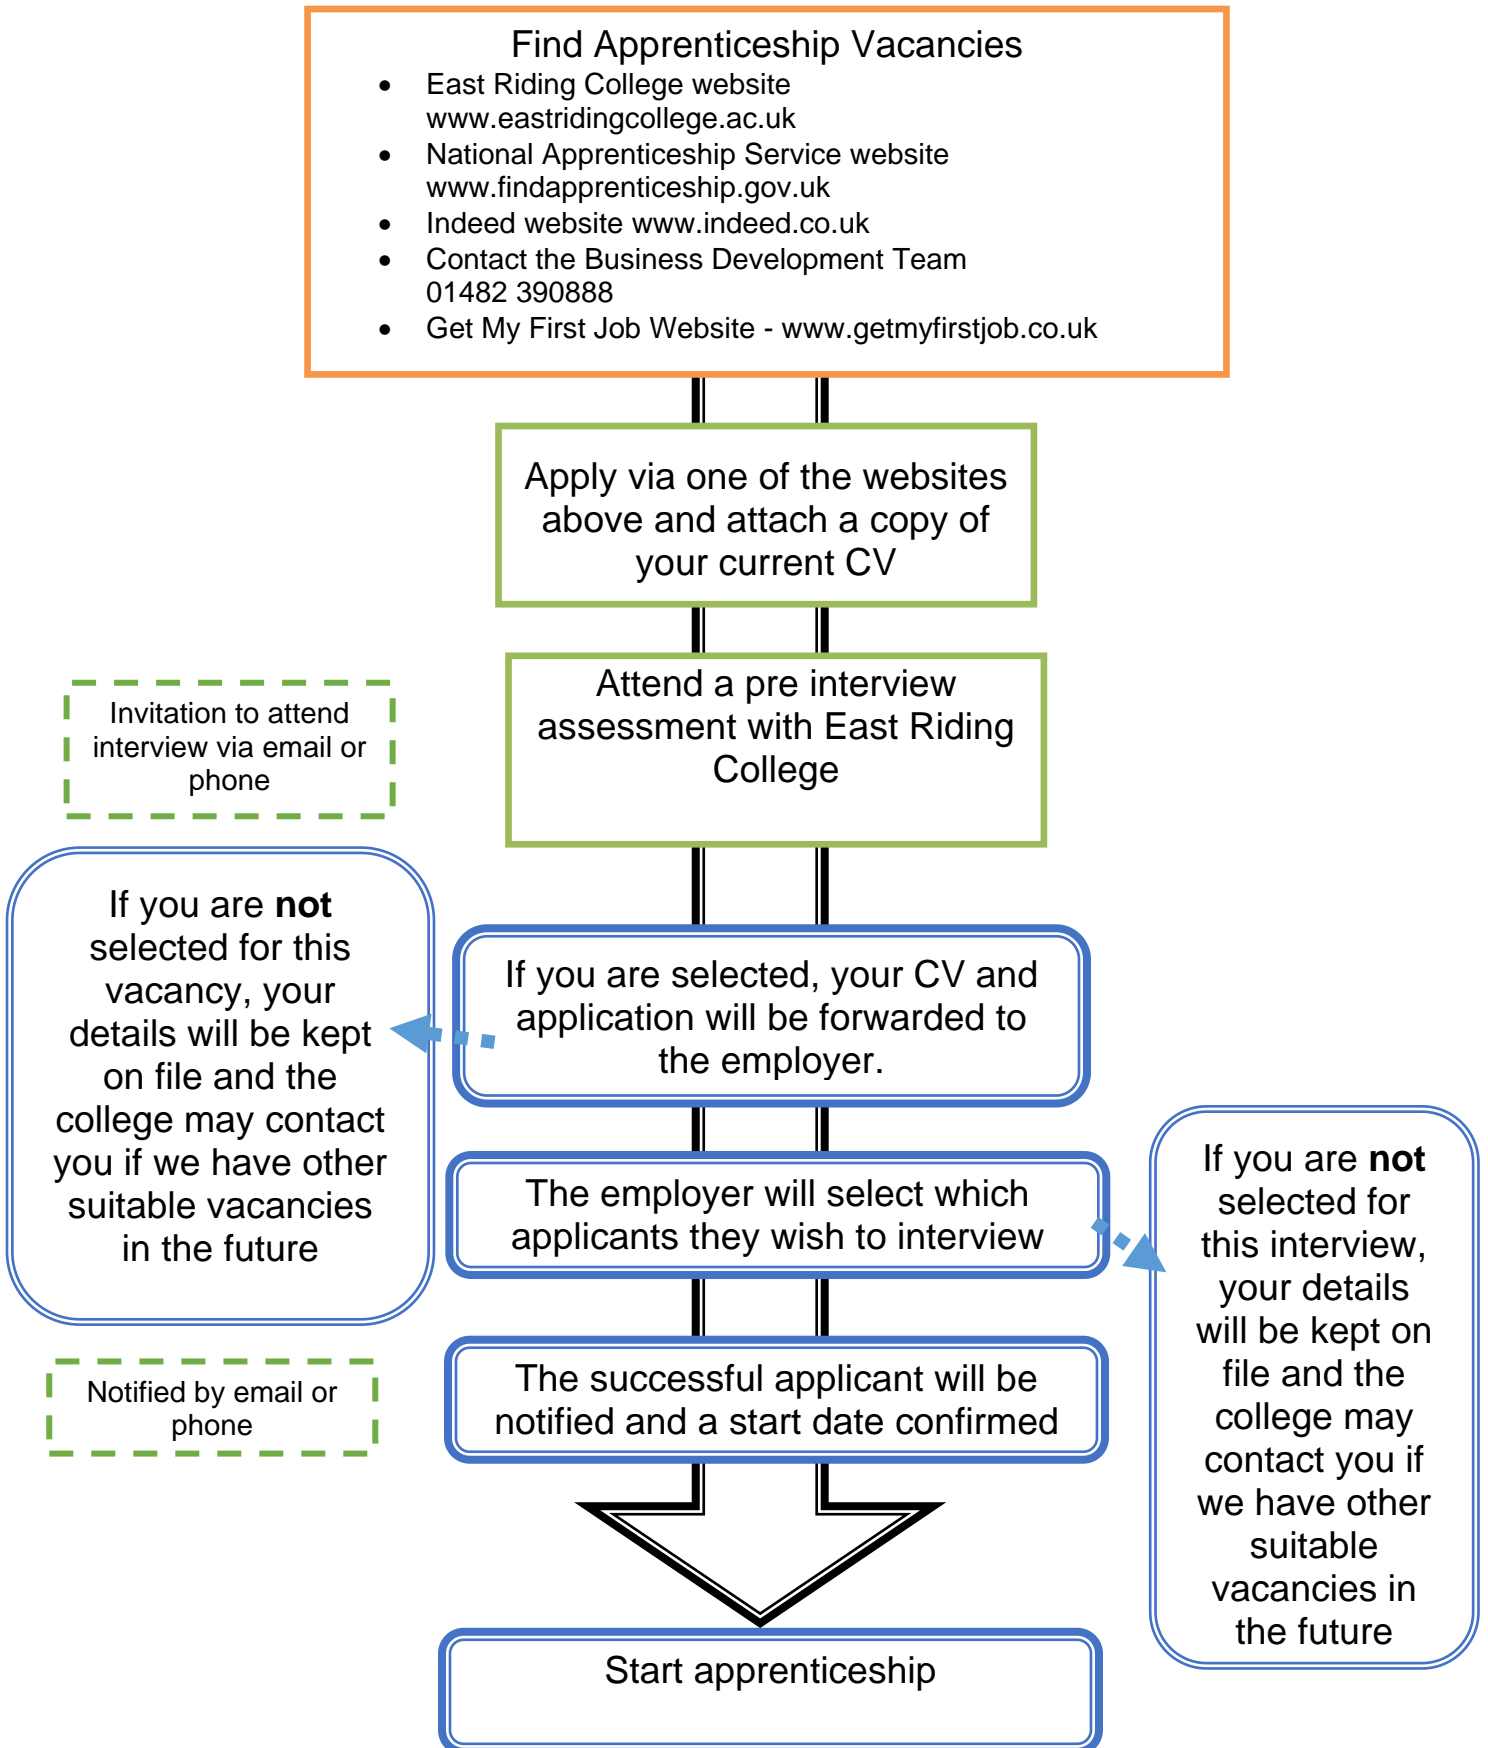 Find Apprenticeship Vacancies
• East Riding College website
www.eastridingcollege.ac.uk
• National Apprenticeship Service website
www.findapprenticeship.gov.uk
• Indeed website www.indeed.co.uk
• Contact the Business Development Team
01482 390888
• Get My First Job Website - www.getmyfirstjob.co.uk
Apply via one of the websites
above and attach a copy of
your current CV
Attend a pre interview
assessment with East Riding
College
Invitation to attend
interview via email or
phone
If you are not
selected for this
vacancy, your
details will be kept
on file and the
college may contact
you if we have other
suitable vacancies
in the future
If you are selected, your CV and
application will be forwarded to
the employer.
The employer will select which
applicants they wish to interview
If you are not
selected for
this interview,
your details
will be kept on
file and the
college may
contact you if
we have other
suitable
vacancies in
the future
Notified by email or
phone
The successful applicant will be
notified and a start date confirmed
Start apprenticeship